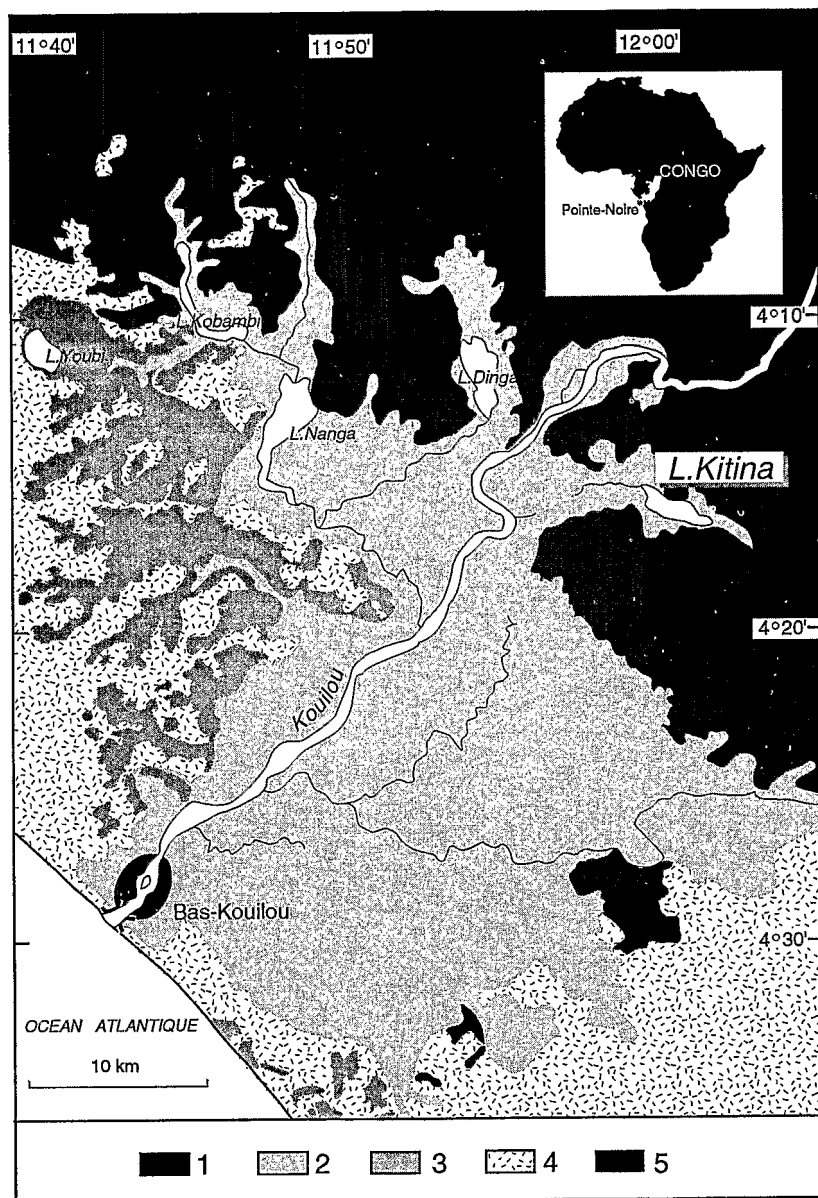 11°40'
11°50'
12°00'
CONGO
Pointe-Noire
4°10'
L.Kobambi
L.Youbi
L.Dinga
L.Nanga
L.Kitina
4°20'
Kouilou
Bas-Kouilou
4°30'
OCEAN ATLANTIQUE
10 km
1 2 3 4 5